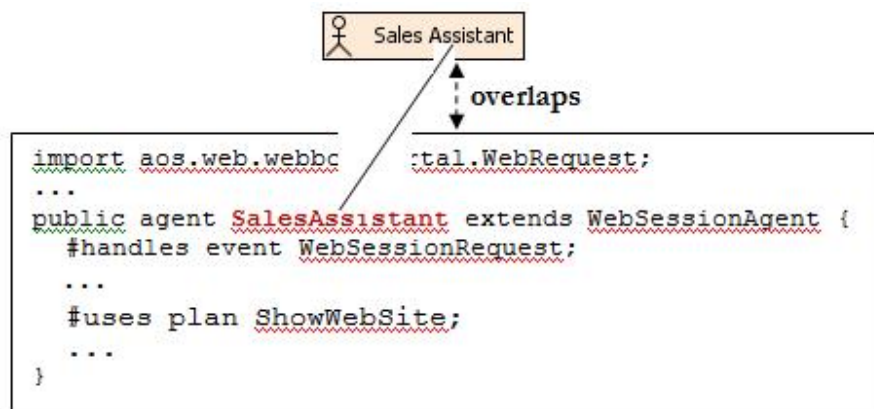 Sales Assistant
overlaps
import aos.web.webbo rtal.WebRequest;
...
public agent SalesAssistant extends WebSessionAgent {
#handles event WebSessionRequest;
...
#uses plan ShowWebSite;
...
}